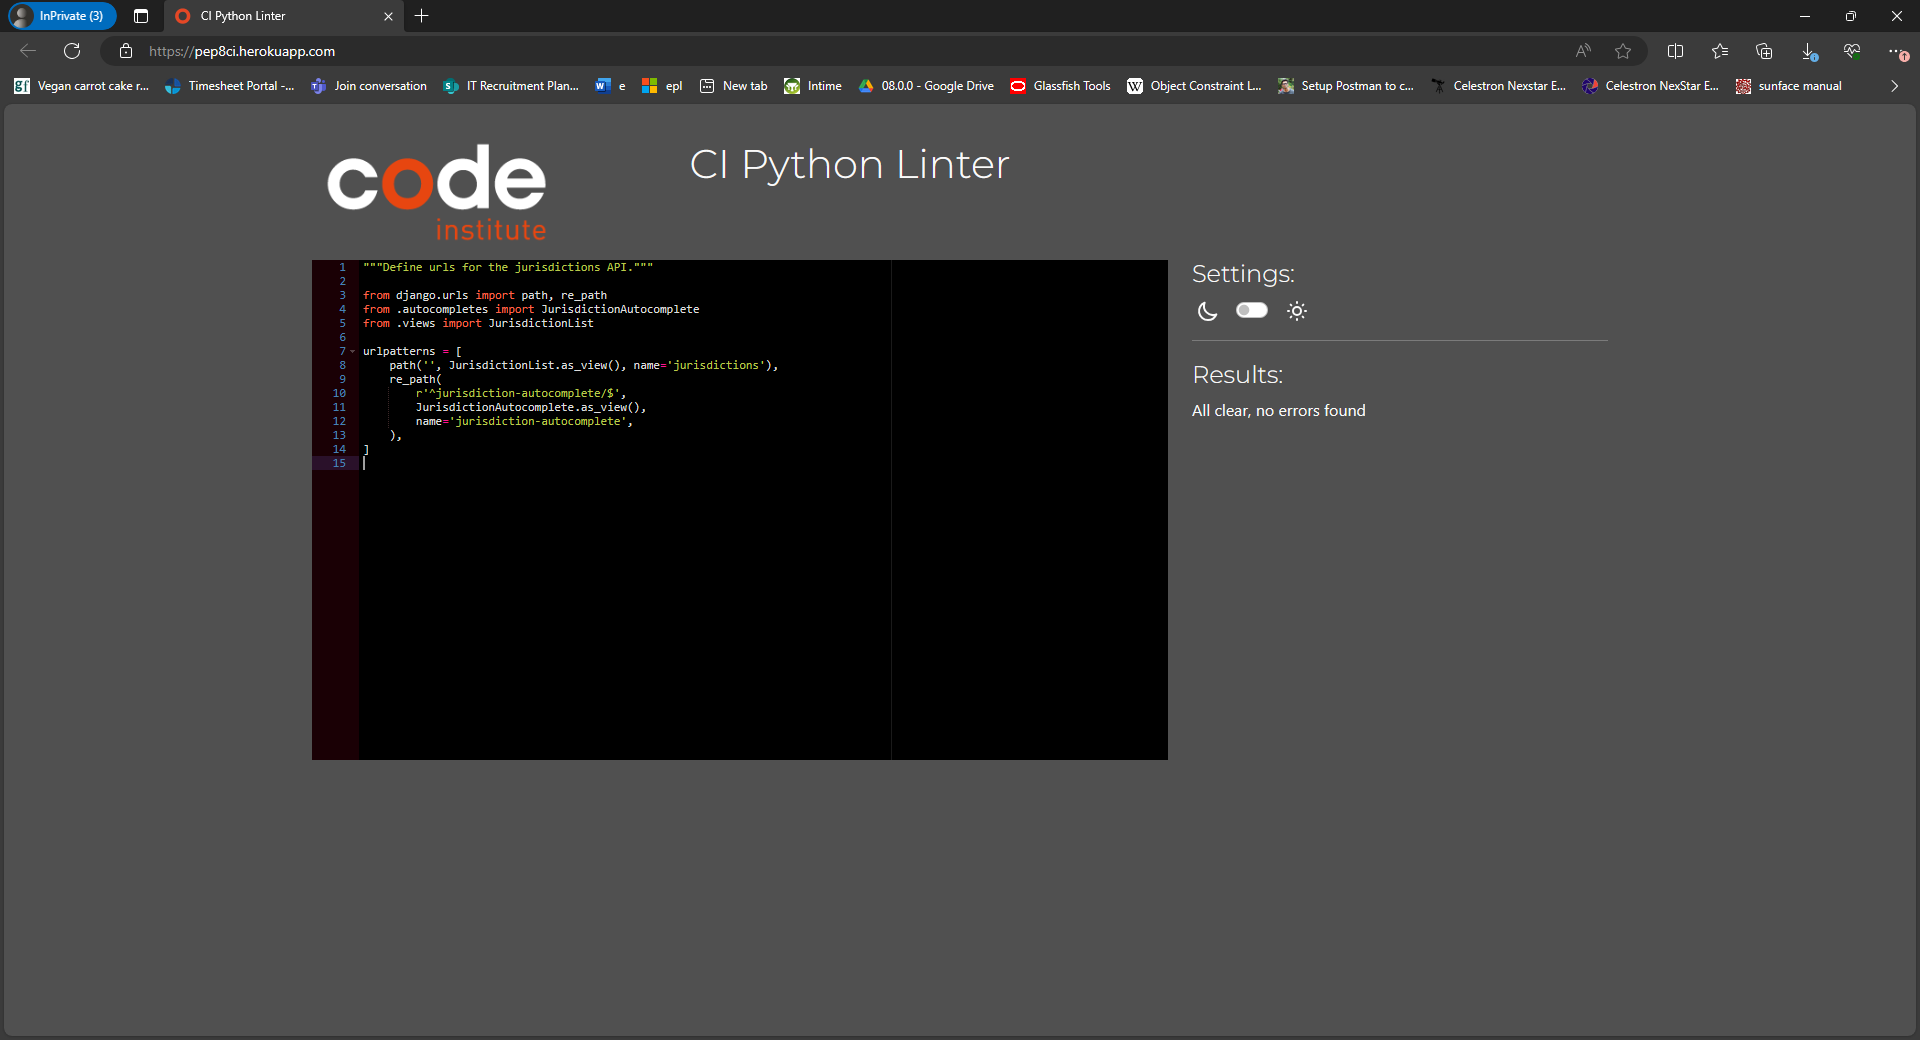 InPrivate (3)
CI Python Linter
https://pep8ci.herokuapp.com
Vegan carrot cake r...
Timesheet Portal -...
Join conversation
IT Recruitment Plan...
e
epl
New tab
Intime
08.0.0 - Google Drive
Glassfish Tools
Object Constraint L...
Setup Postman to c...
Celestron Nexstar E...
Celestron NexStar E...
sunface manual
code
institute
CI Python Linter
1 """Define urls for the jurisdictions API."""
2
3 from django.urls import path, re_path
4 from .autocompletes import JurisdictionAutocomplete
5 from .views import JurisdictionList
6
7 urlpatterns = [
8     path('', JurisdictionList.as_view(), name='jurisdictions'),
9     re_path(
10         r'^jurisdiction-autocomplete/$',
11         JurisdictionAutocomplete.as_view(),
12         name='jurisdiction-autocomplete',
13     ),
14 ]
15
Settings:
Results:
All clear, no errors found